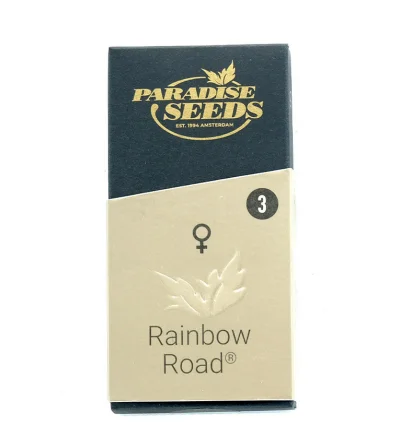 PARADISE
SEEDS
EST. 1994 AMSTERDAM
3
Rainbow
Road®